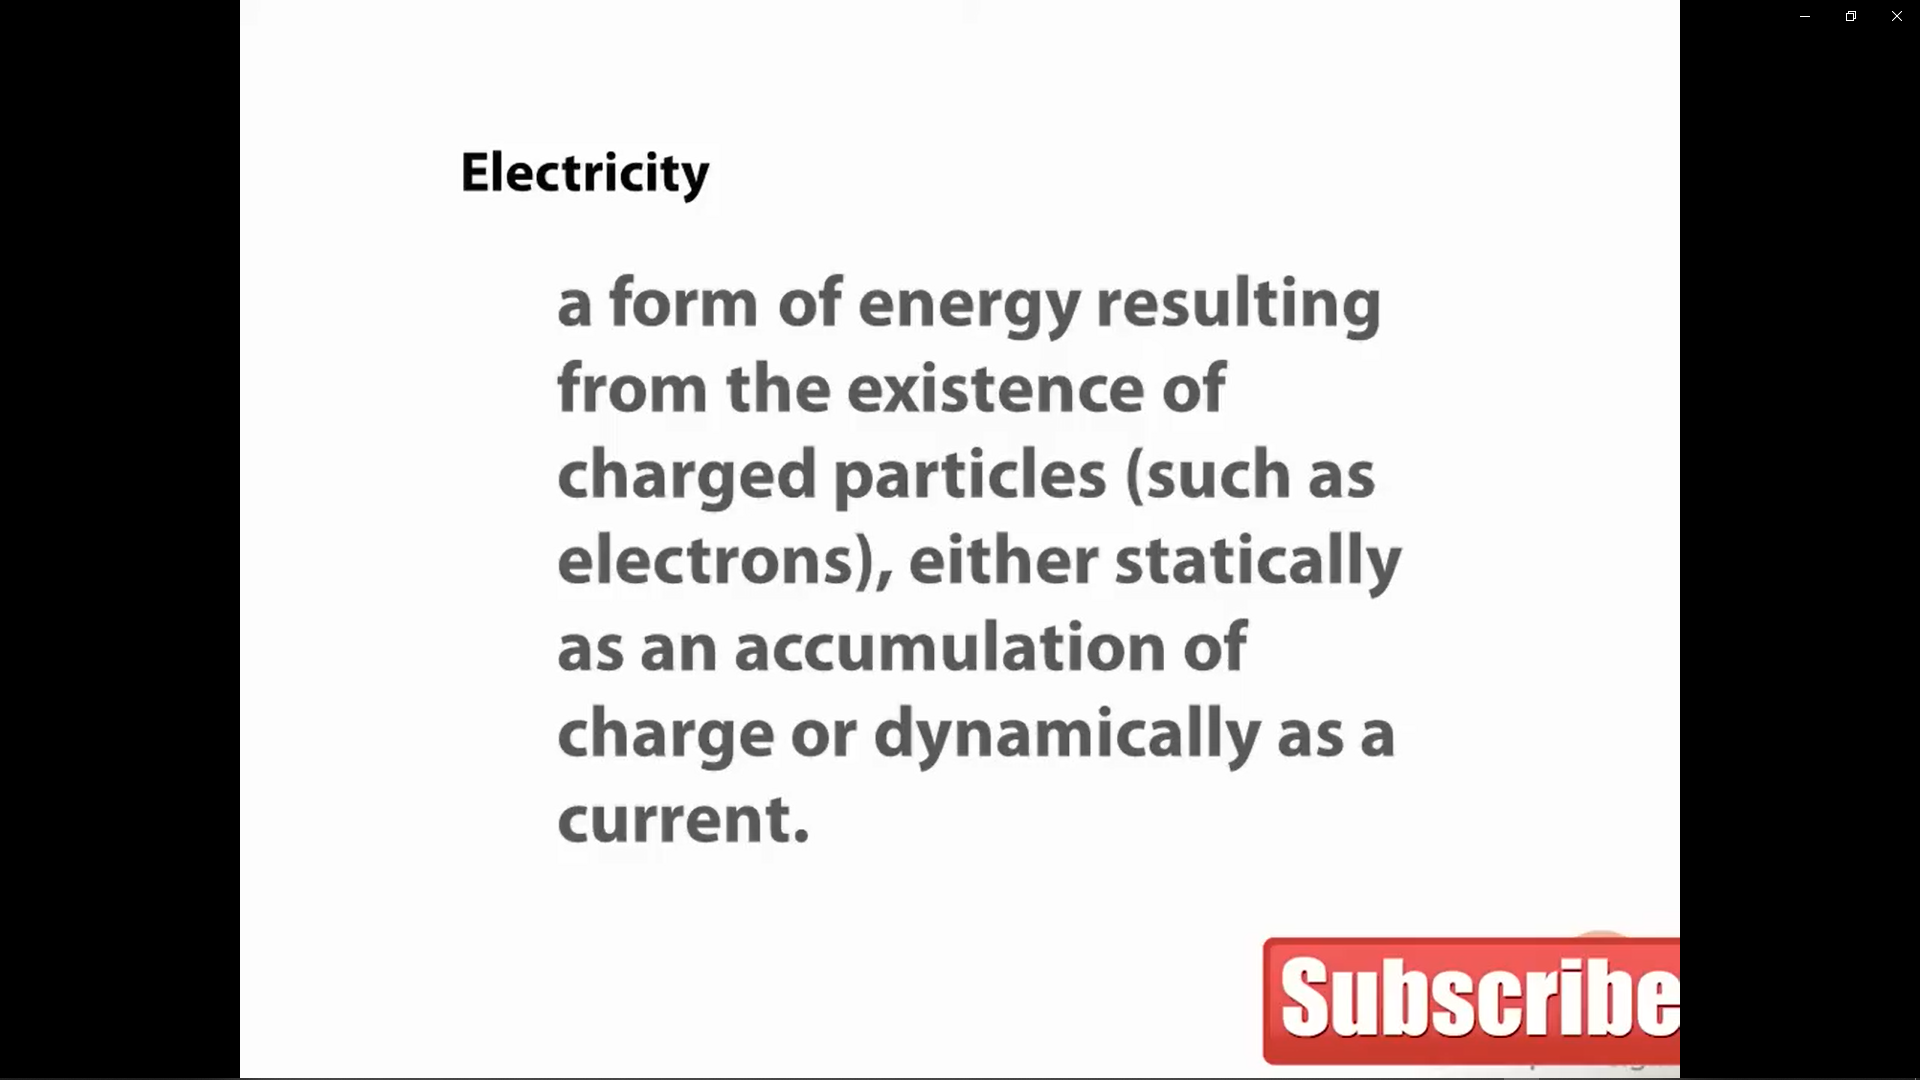 Electricity
a form of energy resulting
from the existence of
charged particles (such as
electrons), either statically
as an accumulation of
charge or dynamically as a
current.
Subscribe